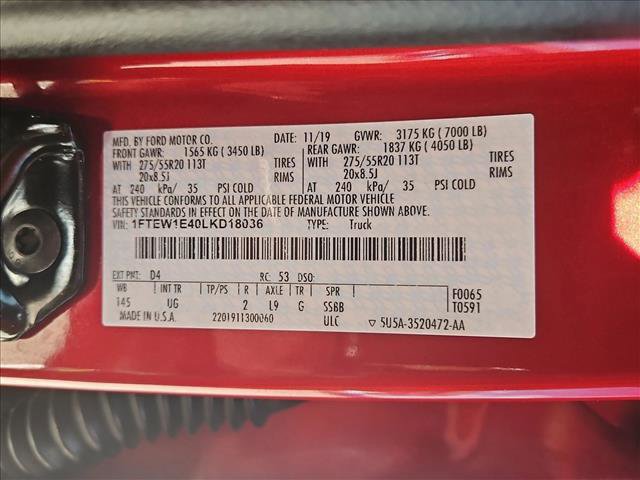 MFD. BY FORD MOTOR CO. DATE: 11/19 GVWR: 3175 KG ( 7000 LB)
FRONT GAWR: 1565 KG ( 3450 LB) REAR GAWR: 1837 KG ( 4050 LB)
WITH 275/55R20 113T TIRES WITH 275/55R20 113T TIRES
20x8.5J RIMS 20x8.5J RIMS
AT 240 kPa/ 35 PSI COLD AT 240 kPa/ 35 PSI COLD
THIS VEHICLE CONFORMS TO ALL APPLICABLE FEDERAL MOTOR VEHICLE
SAFETY STANDARDS IN EFFECT ON THE DATE OF MANUFACTURE SHOWN ABOVE.
VIN: 1FTEW1E40LKD18036 TYPE: Truck
EXT PNT: D4 RC: 53 DSO:
WB INT TR TP/PS R AXLE TR SPR F0065
145 UG 2 L9 G SSBB T0591
MADE IN U.S.A. 2201911300060 ULC ▽ 5U5A-3520472-AA